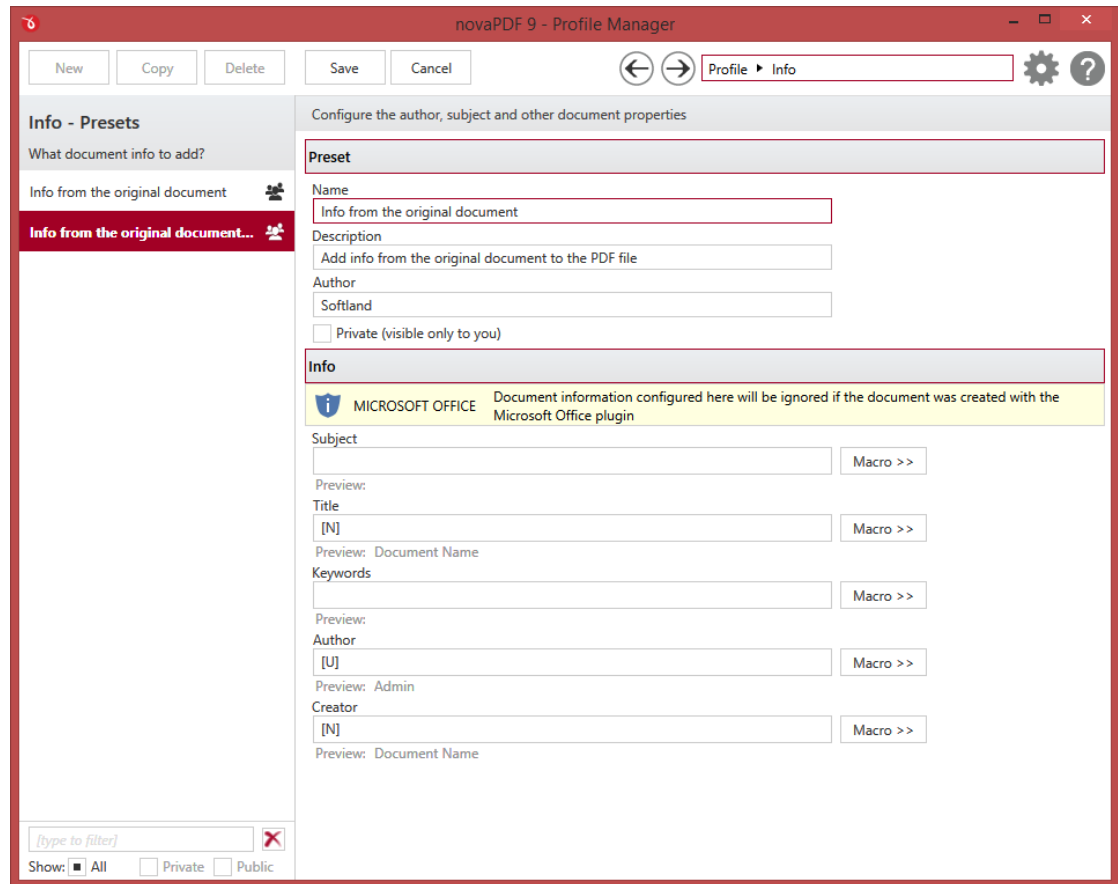 novaPDF 9 - Profile Manager
New Copy Delete Save Cancel Profile Info
Info - Presets
What document info to add?
Info from the original document
Info from the original document...
[type to filter]
Show: All Private Public
Configure the author, subject and other document properties
Preset
Name
Info from the original document
Description
Add info from the original document to the PDF file
Author
Softland
Private (visible only to you)
Info
MICROSOFT OFFICE
Document information configured here will be ignored if the document was created with the
Microsoft Office plugin
Subject
Macro >>
Preview:
Title
[N] Macro >>
Preview: Document Name
Keywords
Macro >>
Preview:
Author
[U] Macro >>
Preview: Admin
Creator
[N] Macro >>
Preview: Document Name